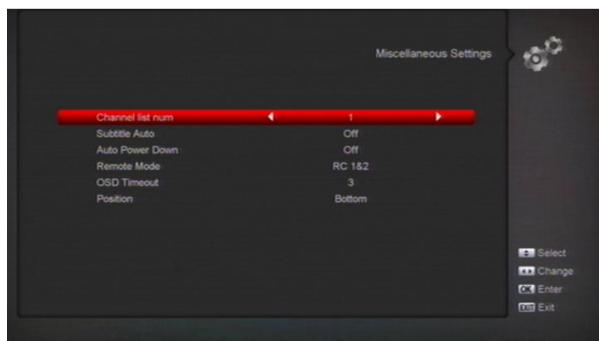 Miscellaneous Settings
Channel list num 1
Subtitle Auto Off
Auto Power Down Off
Remote Mode RC 1&2
OSD Timeout 3
Position Bottom
Select
Change
OK Enter
EXIT Exit